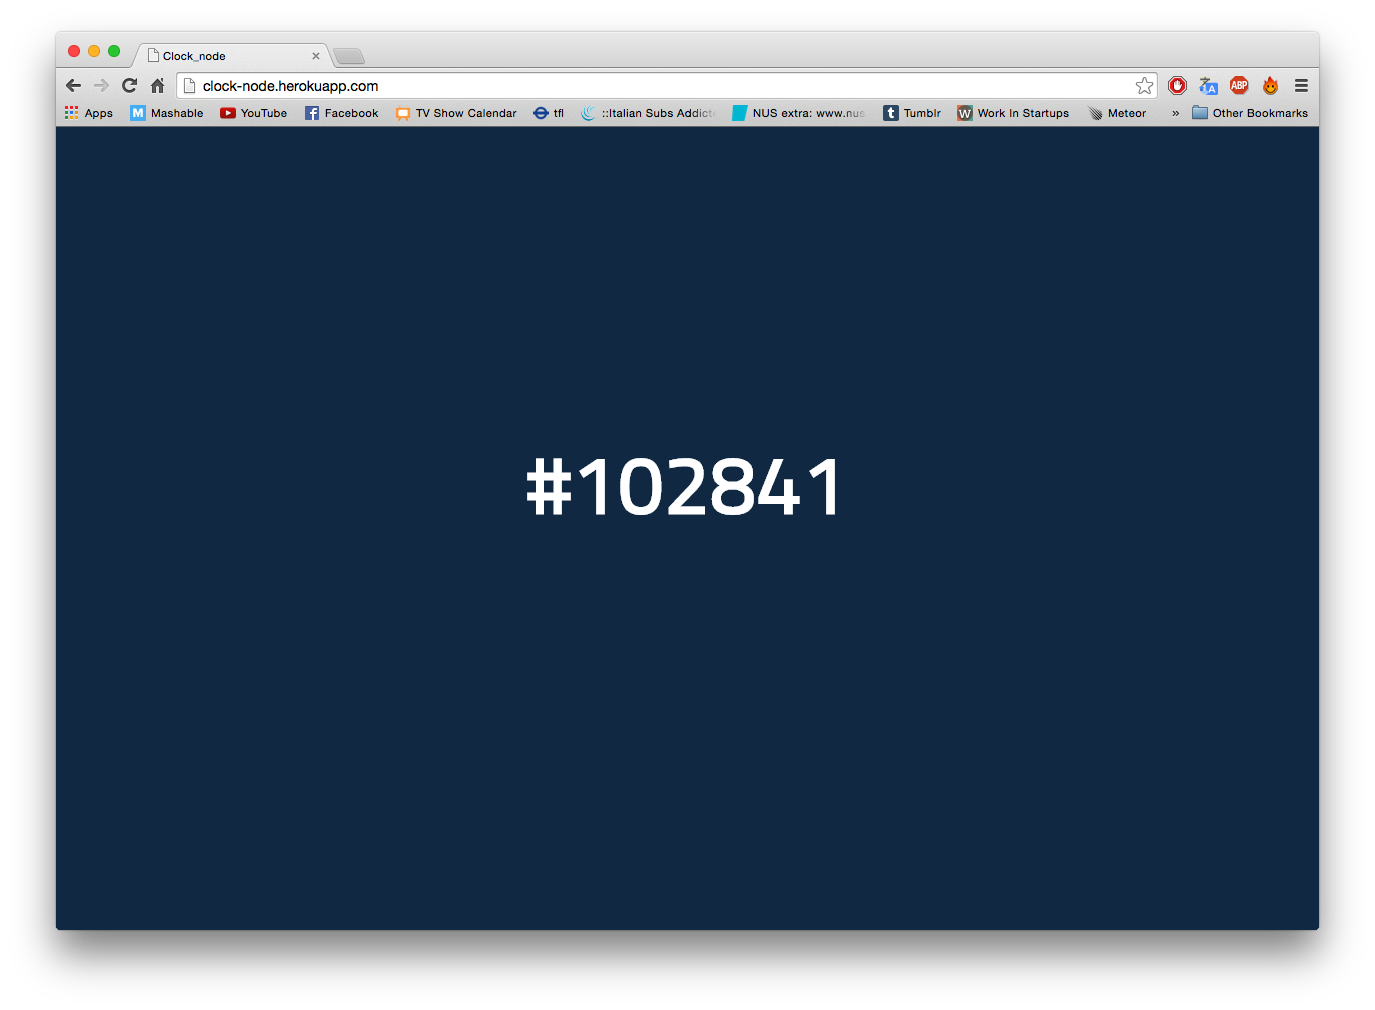 Clock_node
clock-node.herokuapp.com
ABP
Apps M Mashable YouTube f Facebook TV Show Calendar tfl ::Italian Subs Addict NUS extra: www.nus t Tumblr W Work In Startups Meteor » Other Bookmarks
#102841